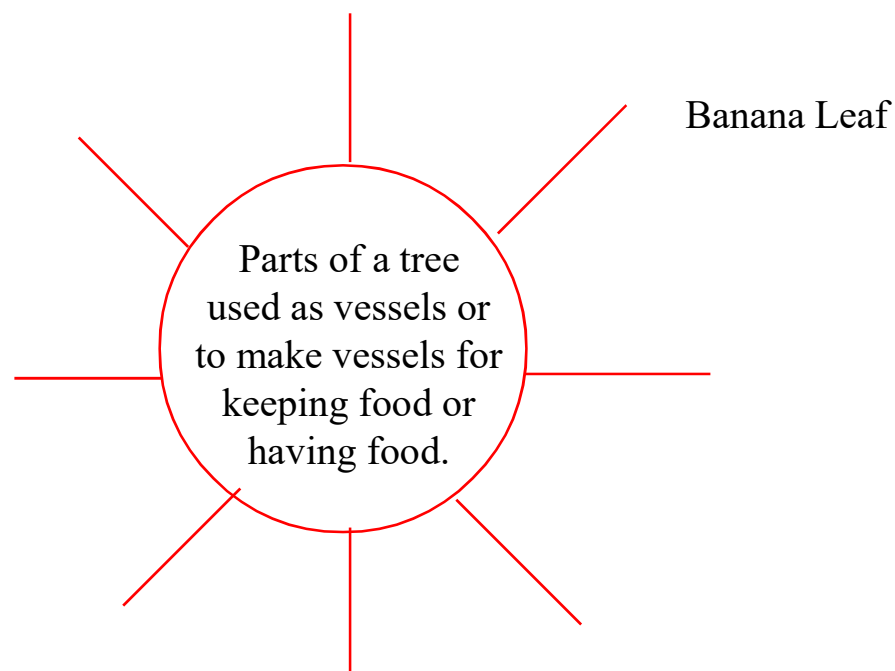 Banana Leaf
Parts of a tree
used as vessels or
to make vessels for
keeping food or
having food.